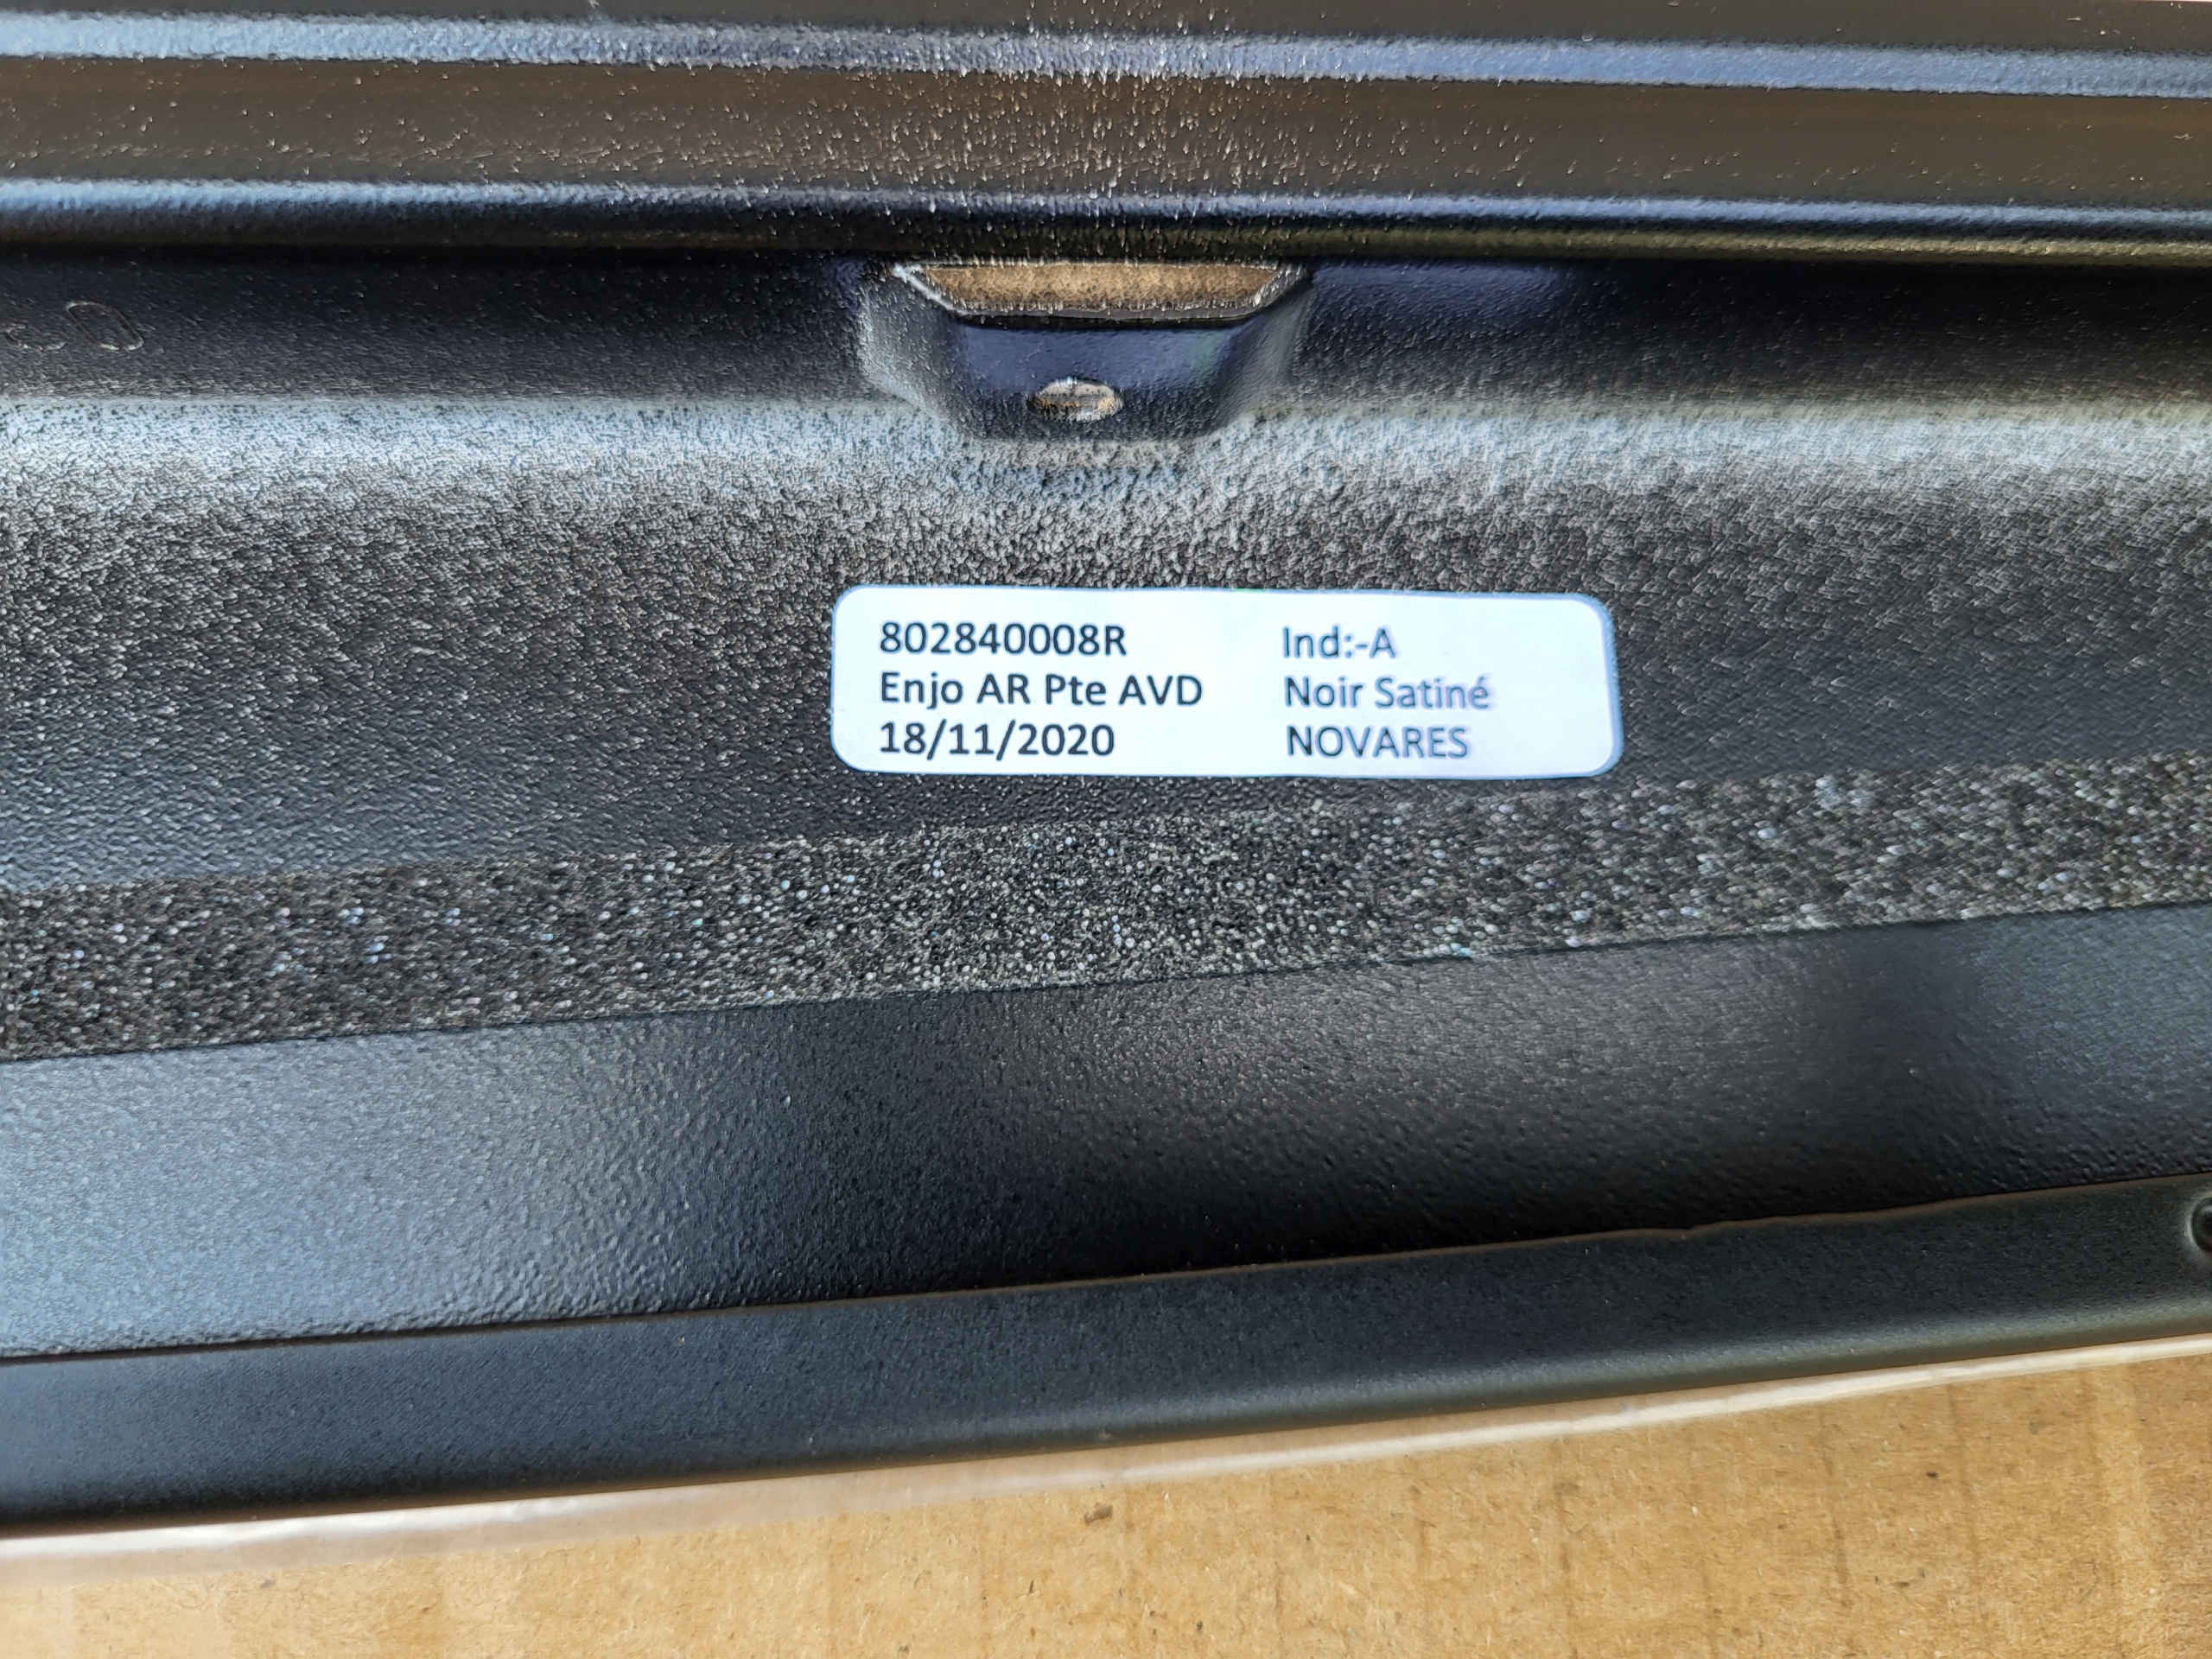 802840008R Ind:-A
Enjo AR Pte AVD Noir Satiné
18/11/2020 NOVARES